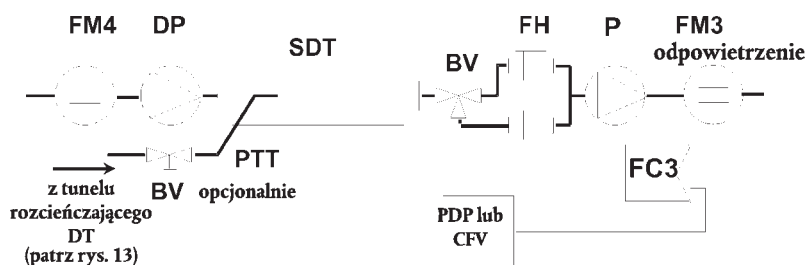 FM4 DP
SDT
FH P FM3
BV
odpowietrzenie
PTT
BV opcjonalnie
z tunelu
rozcieńczającego
DT
(patrz rys. 13)
FC3
PDP lub
CFV